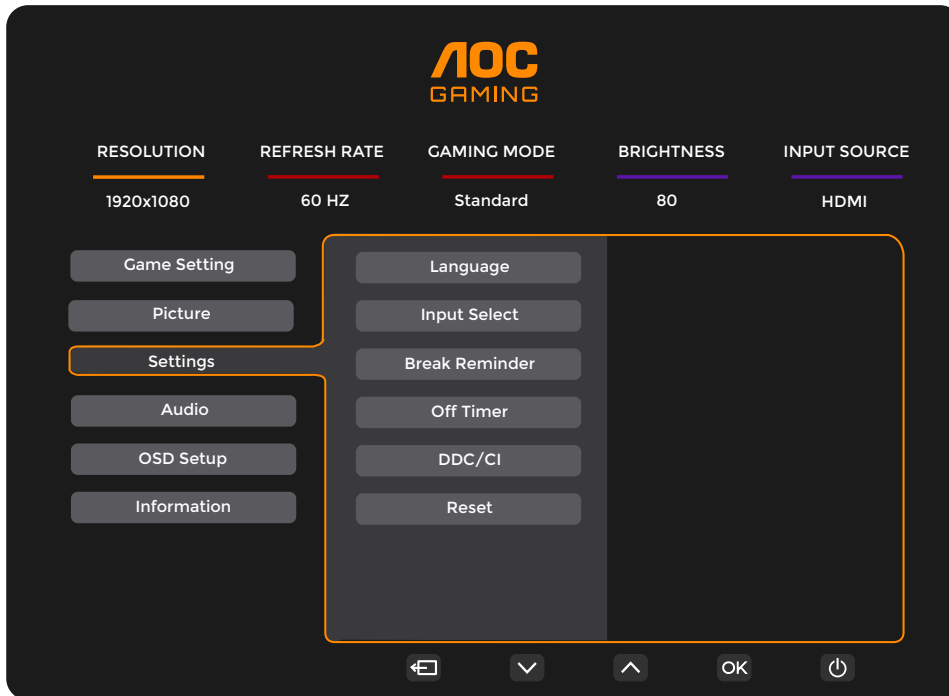 AOC
GAMING
RESOLUTION REFRESH RATE GAMING MODE BRIGHTNESS INPUT SOURCE
1920x1080 60 HZ Standard 80 HDMI
Game Setting
Picture
Settings
Audio
OSD Setup
Information
Language
Input Select
Break Reminder
Off Timer
DDC/CI
Reset
OK